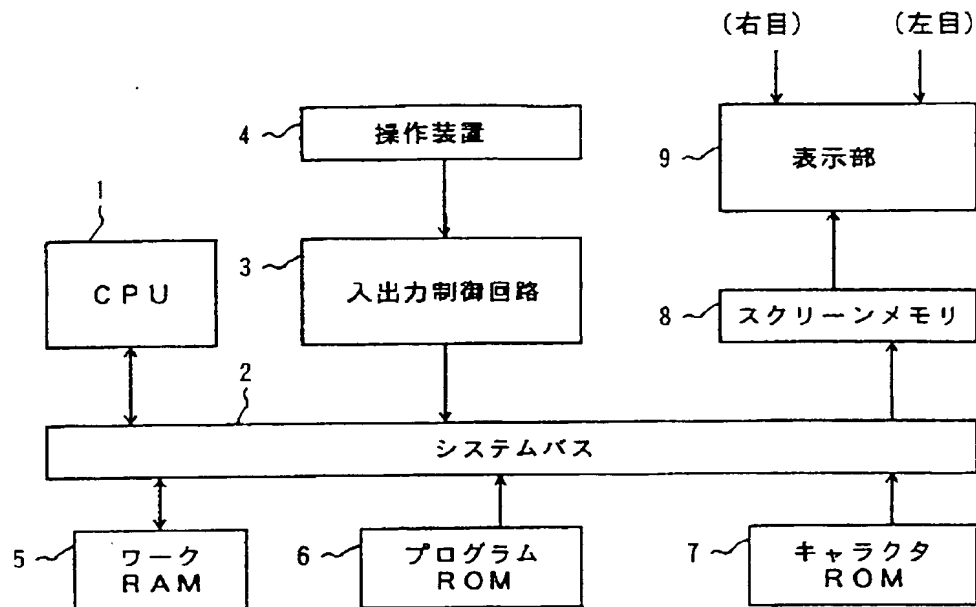 (右目) (左目)
4 操作装置
9 表示部
1
CPU
3 入出力制御回路
8 スクリーンメモリ
2
システムバス
5 ワーク
RAM
6 プログラム
ROM
7 キャラクタ
ROM